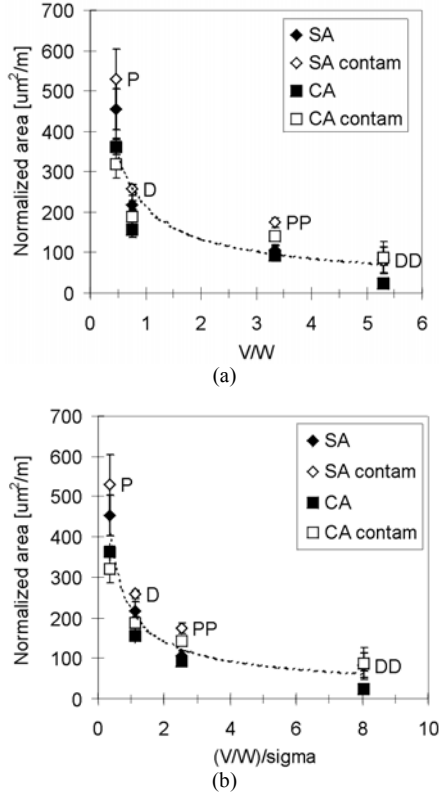 700
600
500
400
300
200
100
0
Normalized area [um²/m]
SA
SA contam
CA
CA contam
P
D
PP
DD
0 1 2 3 4 5 6
V/W
(a)
700
600
500
400
300
200
100
0
Normalized area [um²/m]
SA
SA contam
CA
CA contam
P
D
PP
DD
0 2 4 6 8 10
(V/W)/sigma
(b)